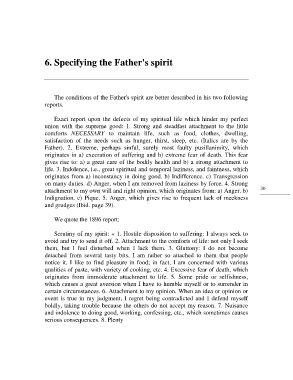 6. Specifying the Father's spirit
The conditions of the Father's spirit are better described in his two following
reports.
Exact report upon the defects of my spiritual life which hinder my perfect
union with the supreme good: 1. Strong and steadfast attachment to the little
comforts NECESSARY to maintain life, such as food, clothes, dwelling,
satisfaction of the needs such as hunger, thirst, sleep, etc. (Italics are by the
Father). 2. Extreme, perhaps sinful, surely most faulty pusillanimity, which
originates in a) execration of suffering and b) extreme fear of death. This fear
gives rise to: a) a great care of the bodily health and b) a strong attachment to
life. 3. Indolence, i.e., great spiritual and temporal laziness, and faintness, which
originates from a) inconstancy in doing good. b) Indifference. c) Transgression
on many duties. d) Anger, when I am removed from laziness by force. 4. Strong
attachment to my own will and right opinion, which originates from: a) Anger. b)
Indignation. c) Pique. 5. Anger, which gives rise to frequent lack of meekness
and grudges (Ibid. page 39).
We quote the 1896 report:
Scrutiny of my spirit: « 1. Hostile disposition to suffering; I always seek to
avoid and try to send it off. 2. Attachment to the comforts of life: not only I seek
them, but I feel disturbed when I lack them. 3. Gluttony: I do not become
detached from several tasty bits, I am rather so attached to them that people
notice it, I like to find pleasure in food; in fact, I am concerned with various
qualities of paste, with variety of cooking, etc. 4. Excessive fear of death, which
originates from immoderate attachment to life. 5. Some pride or selfishness,
which causes a great aversion when I have to humble myself or to surrender in
certain circumstances. 6. Attachment to my opinion. When an idea or opinion or
event is true in my judgment, I regret being contradicted and I defend myself
boldly, taking trouble because the others do not accept my reason. 7. Nuisance
and indolence to doing good, working, confessing, etc., which sometimes causes
serious consequences. 8. Plenty